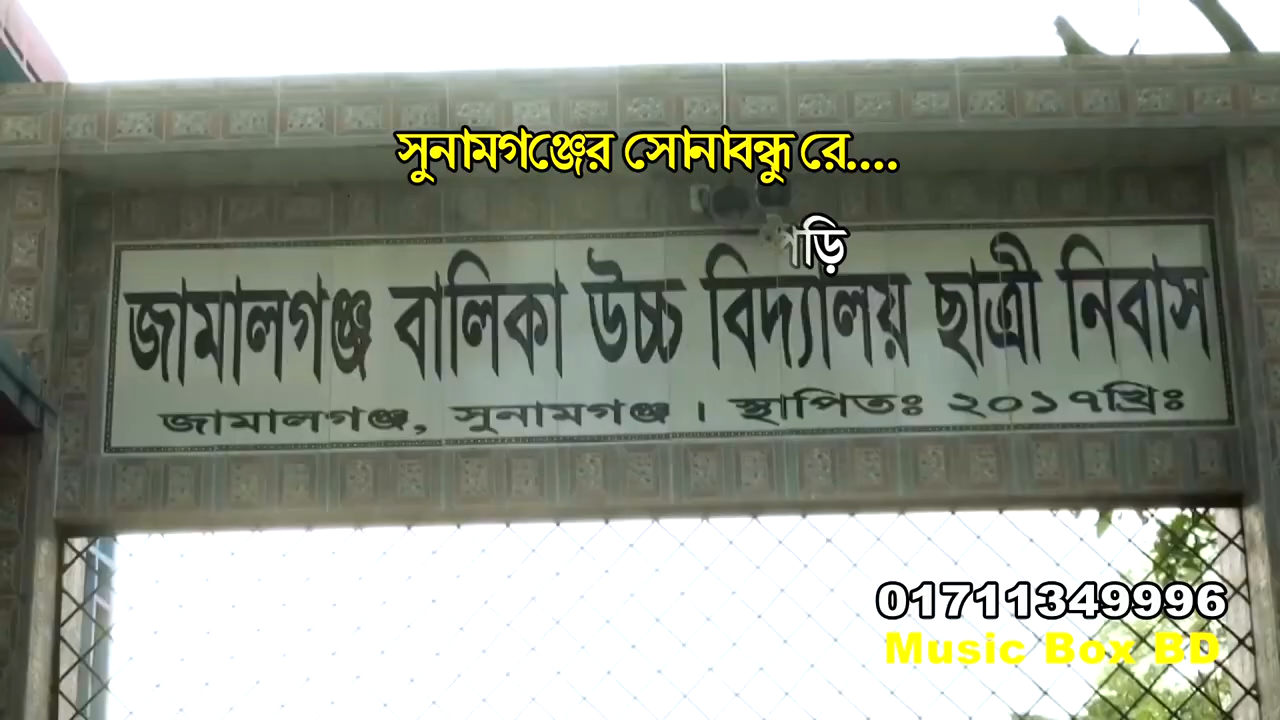 সুনামগঞ্জের সোনাবন্ধু রে....
জামালগঞ্জ বালিকা উচ্চ বিদ্যালয় ছাত্রী নিবাস
জামালগঞ্জ, সুনামগঞ্জ । স্থাপিতঃ ২০১৭খ্রিঃ
01711349996
Music Box BD